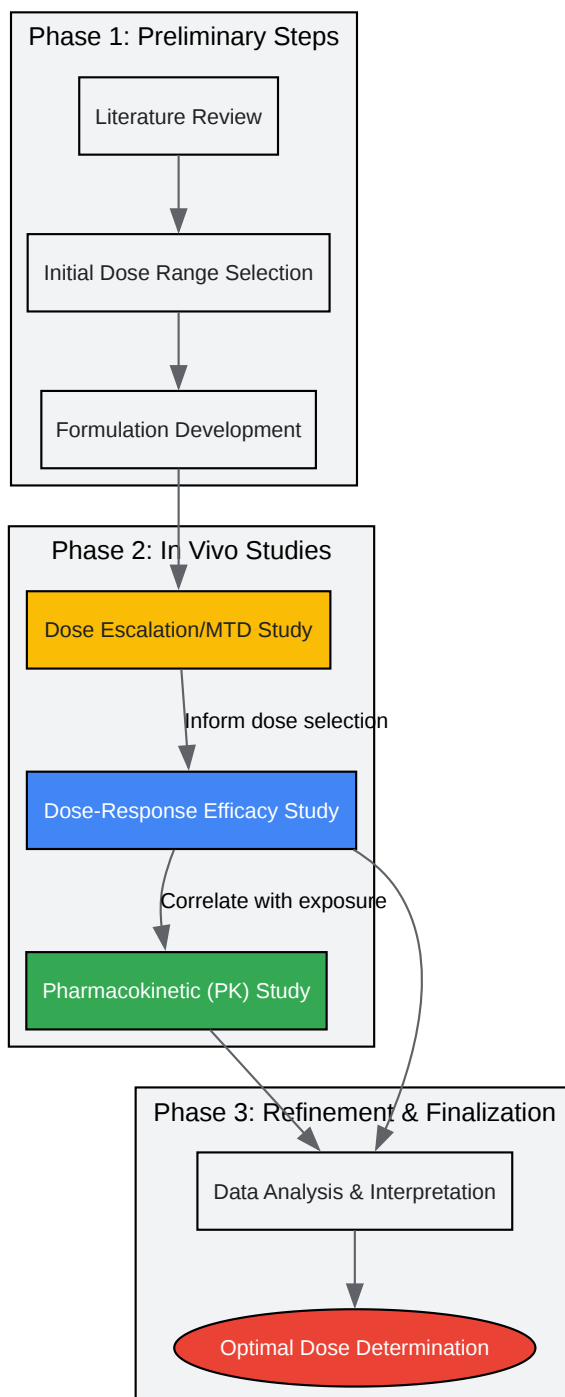 Phase 1: Preliminary Steps
Literature Review
Initial Dose Range Selection
Formulation Development
Phase 2: In Vivo Studies
Dose Escalation/MTD Study
Inform dose selection
Dose-Response Efficacy Study
Correlate with exposure
Pharmacokinetic (PK) Study
Phase 3: Refinement & Finalization
Data Analysis & Interpretation
Optimal Dose Determination